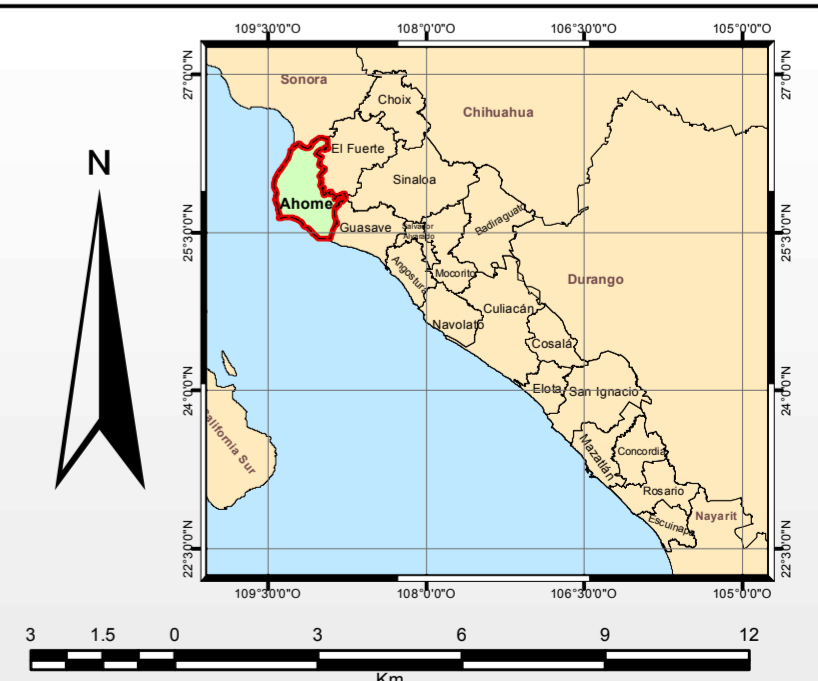 109°30'0"O 108°0'0"O 106°30'0"O 105°0'0"O
27°0'0"N
27°0'0"N
Sonora
Choix
Chihuahua
N
El Fuerte
Sinaloa
Ahome
Badiraguato
Guasave
Salvador
Alvarado
25°30'0"N
25°30'0"N
Angostura
Mocorito
Durango
Culiacán
Navolato
Cosalá
24°0'0"N
24°0'0"N
Elota
San Ignacio
California Sur
Mazatlán
Concordia
Rosario
Escuinapa
Nayarit
22°30'0"N
22°30'0"N
109°30'0"O 108°0'0"O 106°30'0"O 105°0'0"O
3 1.5 0 3 6 9 12
Km